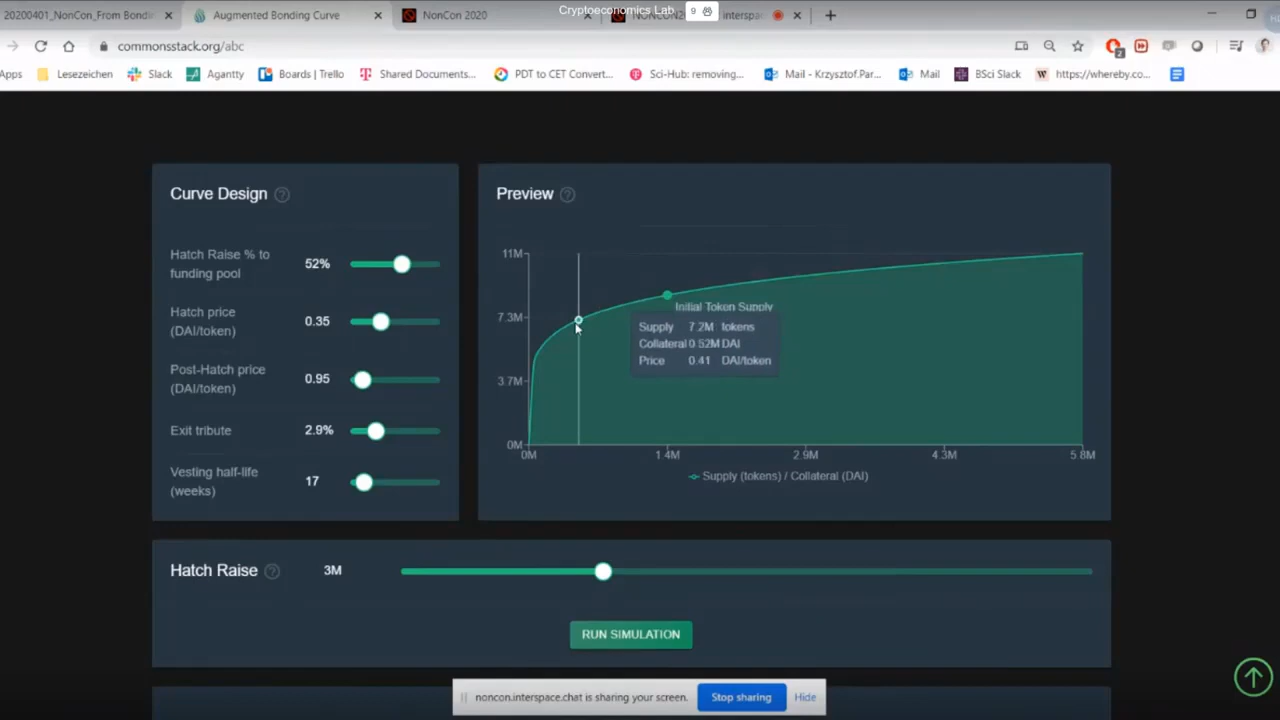 Cryptoeconomics Lab 9
20200401_NonCon_From Bondi
Augmented Bonding Curve
NonCon 2020
NONCON2
interspa
commonsstack.org/abc
2
Apps
Lesezeichen
Slack
Agantty
Boards | Trello
Shared Documents...
PDT to CET Convert...
Sci-Hub: removing...
Mail - Krzysztof.Par...
Mail
BSci Slack
W
https://whereby.co...
Curve Design ?
Hatch Raise % to
funding pool
52%
Hatch price
(DAI/token)
0.35
Post-Hatch price
(DAI/token)
0.95
Exit tribute
2.9%
Vesting half-life
(weeks)
17
Preview ?
11M
7.3M
3.7M
0M
Initial Token Supply
Supply 7.2M tokens
Collateral 0.52M DAI
Price 0.41 DAI/token
0M 1.4M 2.9M 4.3M 5.8M
Supply (tokens) / Collateral (DAI)
Hatch Raise ? 3M
RUN SIMULATION
noncon.interspace.chat is sharing your screen.
Stop sharing
Hide